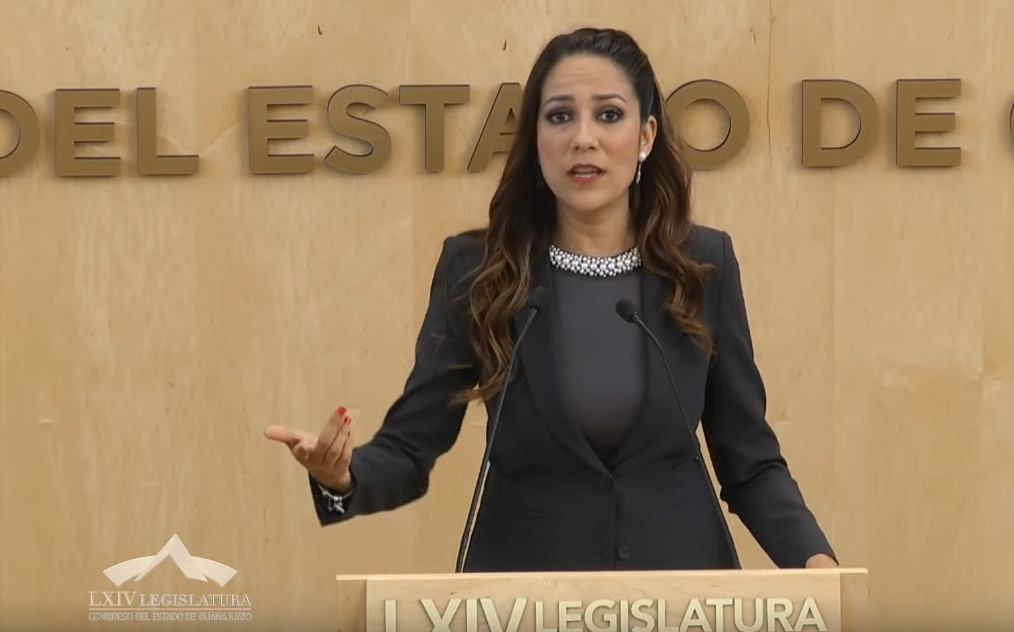 DEL ESTADO DE
LXIV LEGISLATURA
CONGRESO DEL ESTADO DE GUANAJUATO
LXIV LEGISLATURA